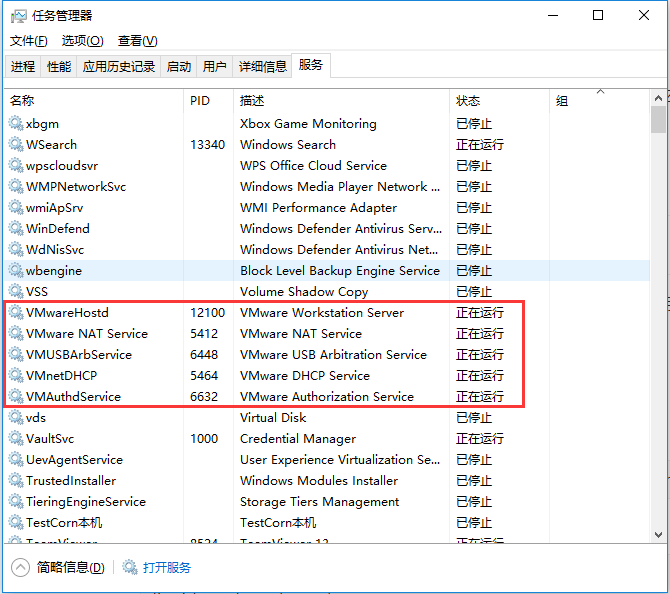 任务管理器
文件(F) 选项(O) 查看(V)
进程 性能 应用历史记录 启动 用户 详细信息 服务
名称 PID 描述 状态 组
xbgm Xbox Game Monitoring 已停止
WSearch 13340 Windows Search 正在运行
wpscloudsvr WPS Office Cloud Service 已停止
WMPNetworkSvc Windows Media Player Network ... 已停止
wmiApSrv WMI Performance Adapter 已停止
WinDefend Windows Defender Antivirus Serv... 已停止
WdNisSvc Windows Defender Antivirus Net... 已停止
wbengine Block Level Backup Engine Service 已停止
VSS Volume Shadow Copy 已停止
VMwareHostd 12100 VMware Workstation Server 正在运行
VMware NAT Service 5412 VMware NAT Service 正在运行
VMUSBArbService 6448 VMware USB Arbitration Service 正在运行
VMnetDHCP 5464 VMware DHCP Service 正在运行
VMAuthdService 6632 VMware Authorization Service 正在运行
vds Virtual Disk 已停止
VaultSvc 1000 Credential Manager 正在运行
UevAgentService User Experience Virtualization Se... 已停止
TrustedInstaller Windows Modules Installer 已停止
TieringEngineService Storage Tiers Management 已停止
TestCorn本机 TestCorn本机 已停止
TeamViewer 8524 TeamViewer 13 正在运行
简略信息(D) 打开服务